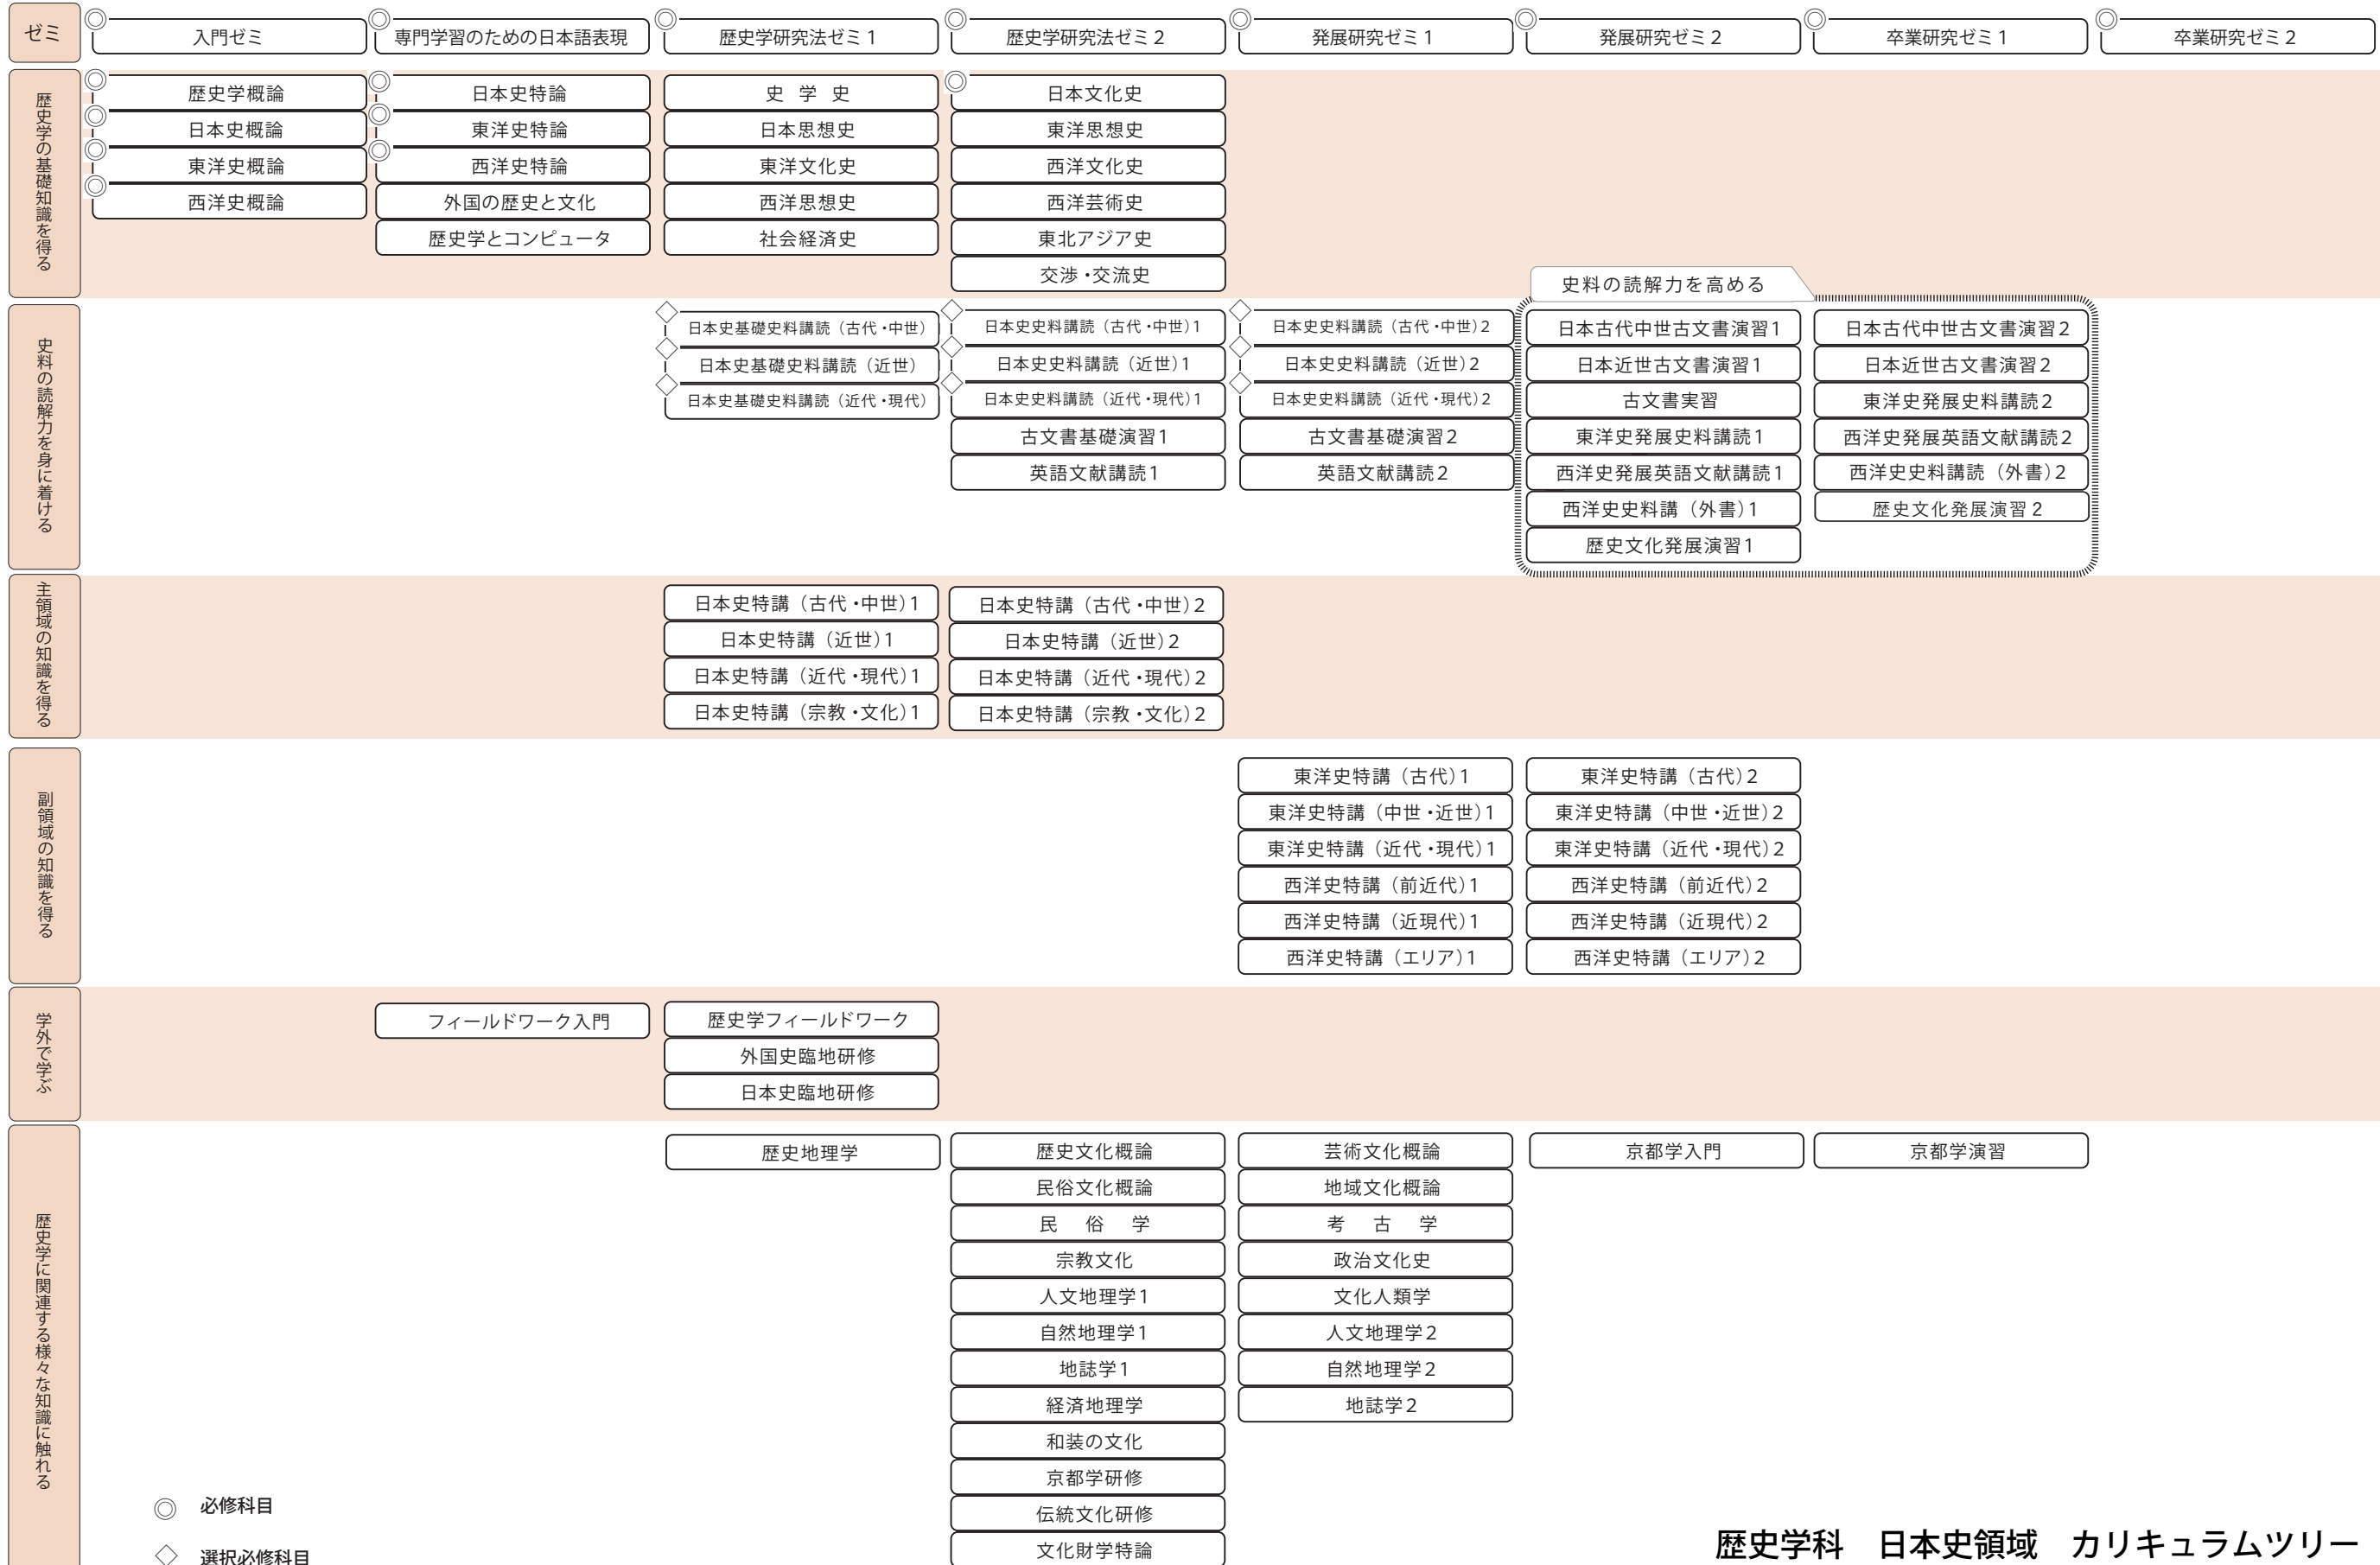 ゼミ
入門ゼミ
専門学習のための日本語表現
歴史学研究法ゼミ1
歴史学研究法ゼミ2
発展研究ゼミ1
発展研究ゼミ2
卒業研究ゼミ1
卒業研究ゼミ2
歴史学の基礎知識を得る
歴史学概論
日本史概論
東洋史概論
西洋史概論
日本史特論
東洋史特論
西洋史特論
外国の歴史と文化
歴史学とコンピュータ
史 学 史
日本思想史
東洋文化史
西洋思想史
社会経済史
日本文化史
東洋思想史
西洋文化史
西洋芸術史
東北アジア史
交渉・交流史
史料の読解力を身に着ける
日本史基礎史料講読(古代・中世)
日本史基礎史料講読(近世)
日本史基礎史料講読(近代・現代)
日本史史料講読(古代・中世)1
日本史史料講読(近世)1
日本史史料講読(近代・現代)1
古文書基礎演習1
英語文献講読1
日本史史料講読(古代・中世)2
日本史史料講読(近世)2
日本史史料講読(近代・現代)2
古文書基礎演習2
英語文献講読2
史料の読解力を高める
日本古代中世古文書演習1
日本近世古文書演習1
古文書実習
東洋史発展史料講読1
西洋史発展英語文献講読1
西洋史史料講(外書)1
歴史文化発展演習1
日本古代中世古文書演習2
日本近世古文書演習2
東洋史発展史料講読2
西洋史発展英語文献講読2
西洋史史料講読(外書)2
歴史文化発展演習2
主領域の知識を得る
日本史特講(古代・中世)1
日本史特講(近世)1
日本史特講(近代・現代)1
日本史特講(宗教・文化)1
日本史特講(古代・中世)2
日本史特講(近世)2
日本史特講(近代・現代)2
日本史特講(宗教・文化)2
副領域の知識を得る
東洋史特講(古代)1
東洋史特講(中世・近世)1
東洋史特講(近代・現代)1
西洋史特講(前近代)1
西洋史特講(近現代)1
西洋史特講(エリア)1
東洋史特講(古代)2
東洋史特講(中世・近世)2
東洋史特講(近代・現代)2
西洋史特講(前近代)2
西洋史特講(近現代)2
西洋史特講(エリア)2
学外で学ぶ
フィールドワーク入門
歴史学フィールドワーク
外国史臨地研修
日本史臨地研修
歴史学に関連する様々な知識に触れる
歴史地理学
歴史文化概論
民俗文化概論
民 俗 学
宗教文化
人文地理学1
自然地理学1
地誌学1
経済地理学
和装の文化
京都学研修
伝統文化研修
文化財学特論
芸術文化概論
地域文化概論
考 古 学
政治文化史
文化人類学
人文地理学2
自然地理学2
地誌学2
京都学入門
京都学演習
◎ 必修科目
◇ 選択必修科目
歴史学科 日本史領域 カリキュラムツリー